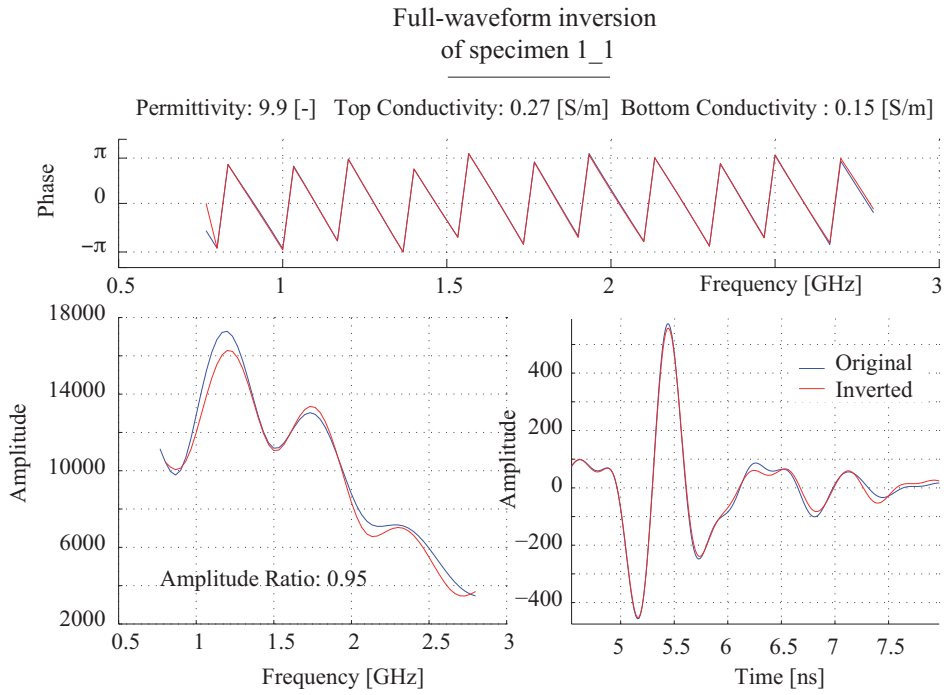 Full-waveform inversion
of specimen 1_1
Permittivity: 9.9 [-] Top Conductivity: 0.27 [S/m] Bottom Conductivity : 0.15 [S/m]
Phase
π
0
−π
0.5 1 1.5 2 3
Frequency [GHz]
18000
14000
10000
6000
2000
Amplitude
Amplitude Ratio: 0.95
0.5 1 1.5 2 2.5 3
Frequency [GHz]
400
200
0
−200
−400
Amplitude
Original
Inverted
5 5.5 6 6.5 7 7.5
Time [ns]